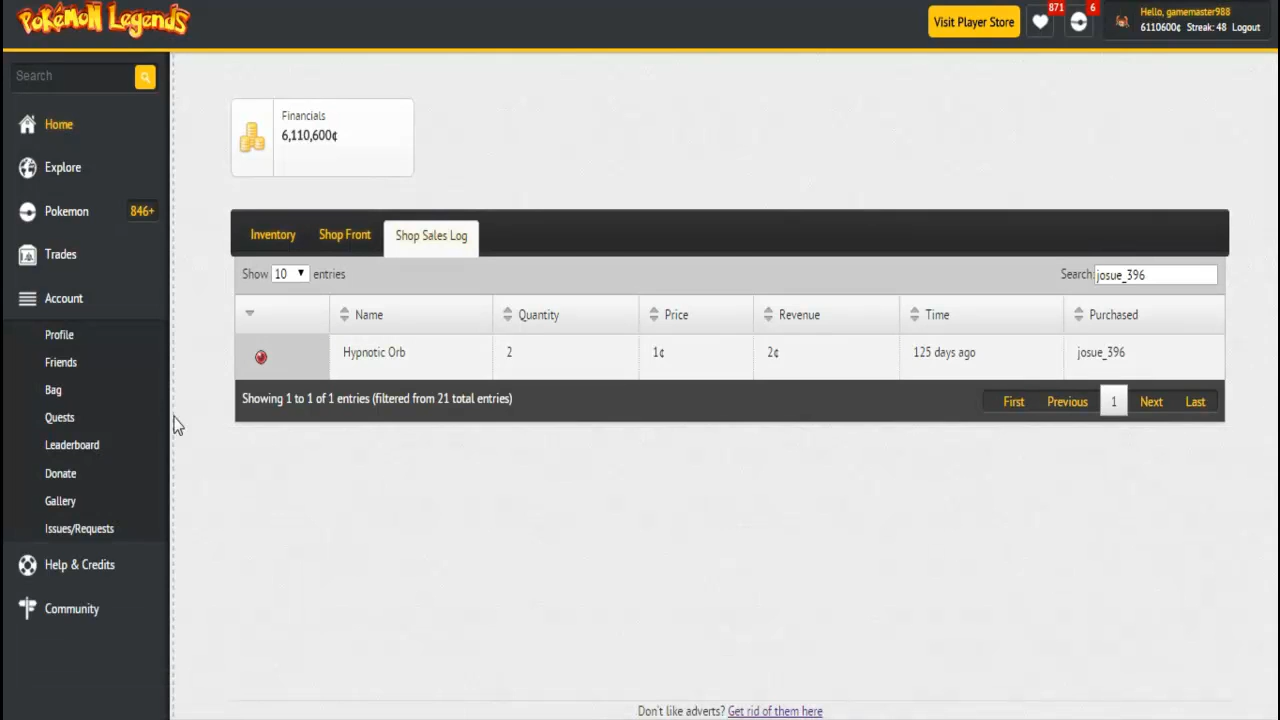 Pokémon Legends
Visit Player Store
871
6
Hello, gamemaster988
6110600¢ Streak: 48 Logout
Search
Home
Explore
Pokemon 846+
Trades
Account
Profile
Friends
Bag
Quests
Leaderboard
Donate
Gallery
Issues/Requests
Help & Credits
Community
Financials
6,110,600¢
Inventory Shop Front Shop Sales Log
Show 10 entries Search: josue_396
Name Quantity Price Revenue Time Purchased
Hypnotic Orb 2 1¢ 2¢ 125 days ago josue_396
Showing 1 to 1 of 1 entries (filtered from 21 total entries) First Previous 1 Next Last
Don't like adverts? Get rid of them here